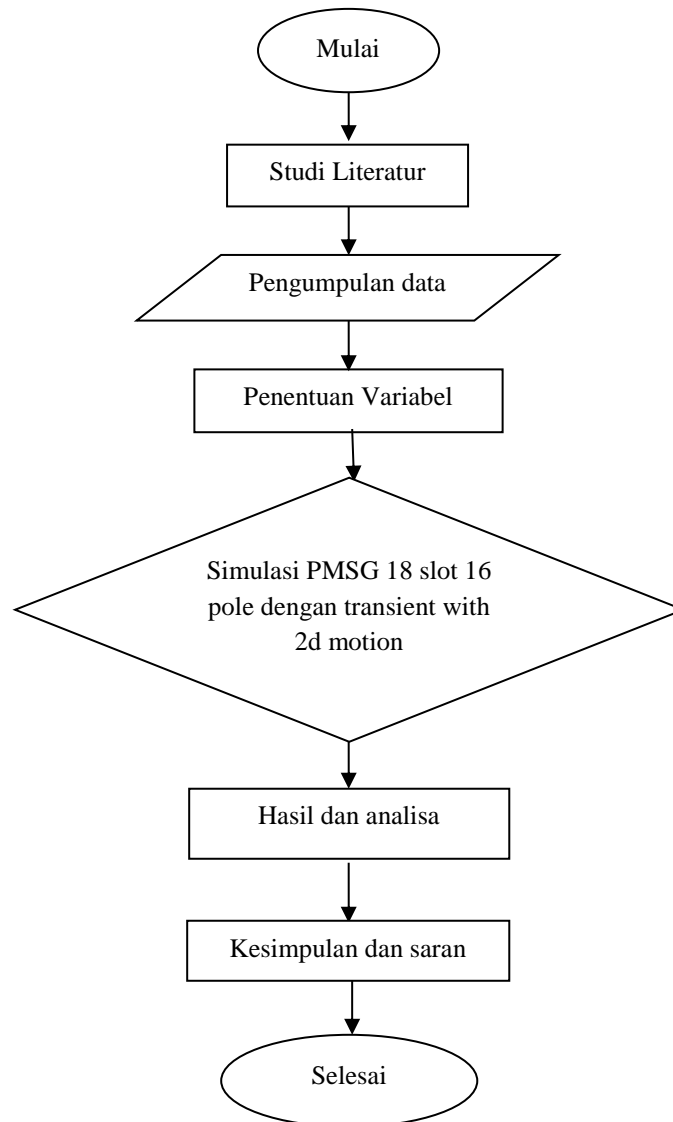 Mulai
Studi Literatur
Pengumpulan data
Penentuan Variabel
Simulasi PMSG 18 slot 16
pole dengan transient with
2d motion
Hasil dan analisa
Kesimpulan dan saran
Selesai